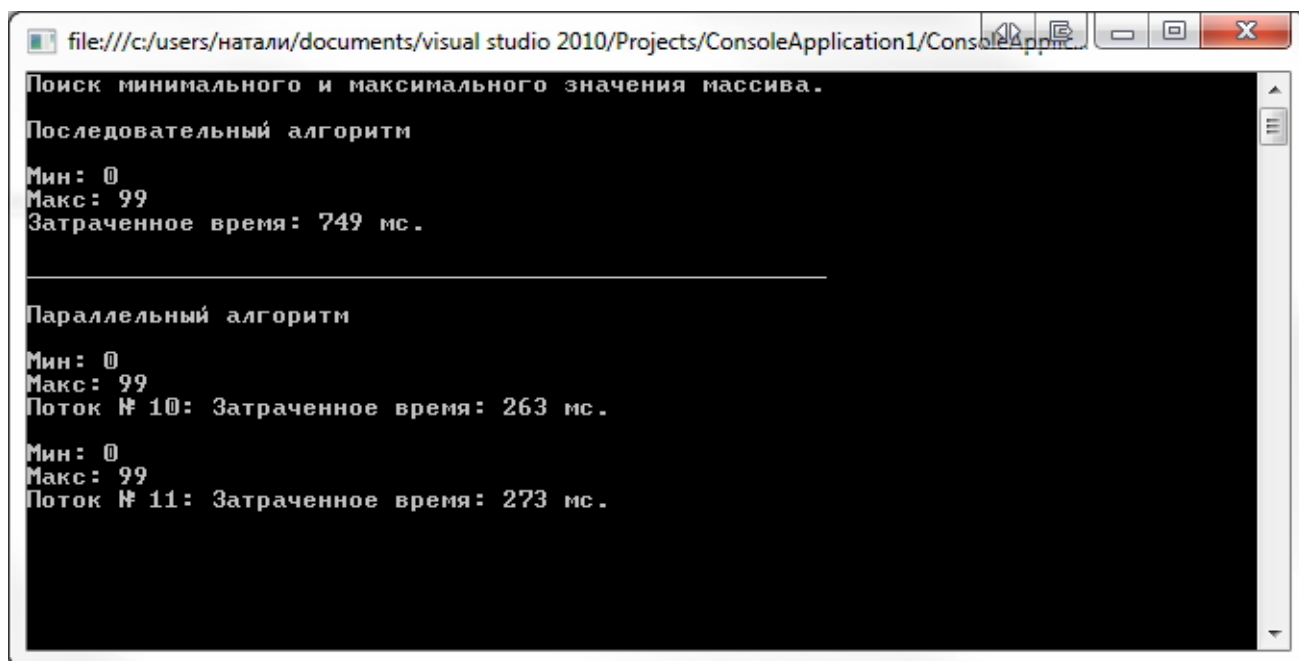 file:///c:/users/натали/documents/visual studio 2010/Projects/ConsoleApplication1/ConsoleApplic...
Поиск минимального и максимального значения массива.
Последовательный алгоритм
Мин: 0
Макс: 99
Затраченное время: 749 мс.
Параллельный алгоритм
Мин: 0
Макс: 99
Поток № 10: Затраченное время: 263 мс.
Мин: 0
Макс: 99
Поток № 11: Затраченное время: 273 мс.